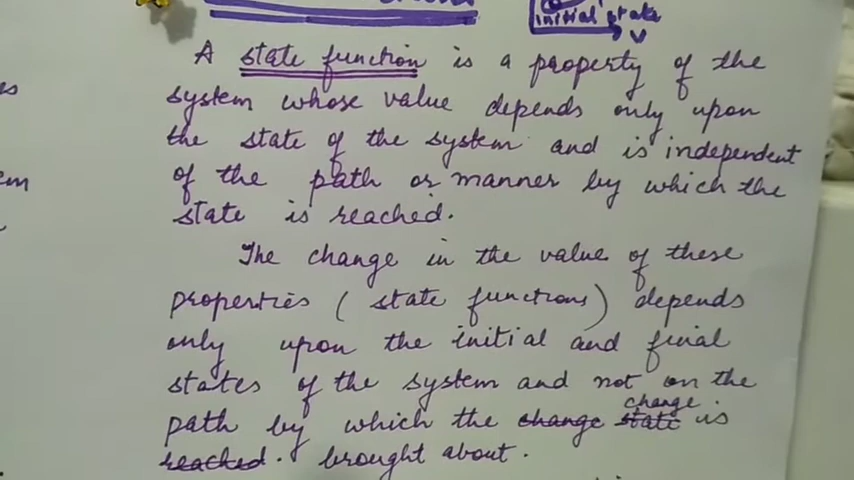 initial state
V
A state function is a property of the
system whose value depends only upon
the state of the system and is independent
of the path or manner by which the
state is reached.
The change in the value of these
properties (state functions) depends
only upon the initial and final
states of the system and not on the
change
path by which the change state is
reached. brought about.